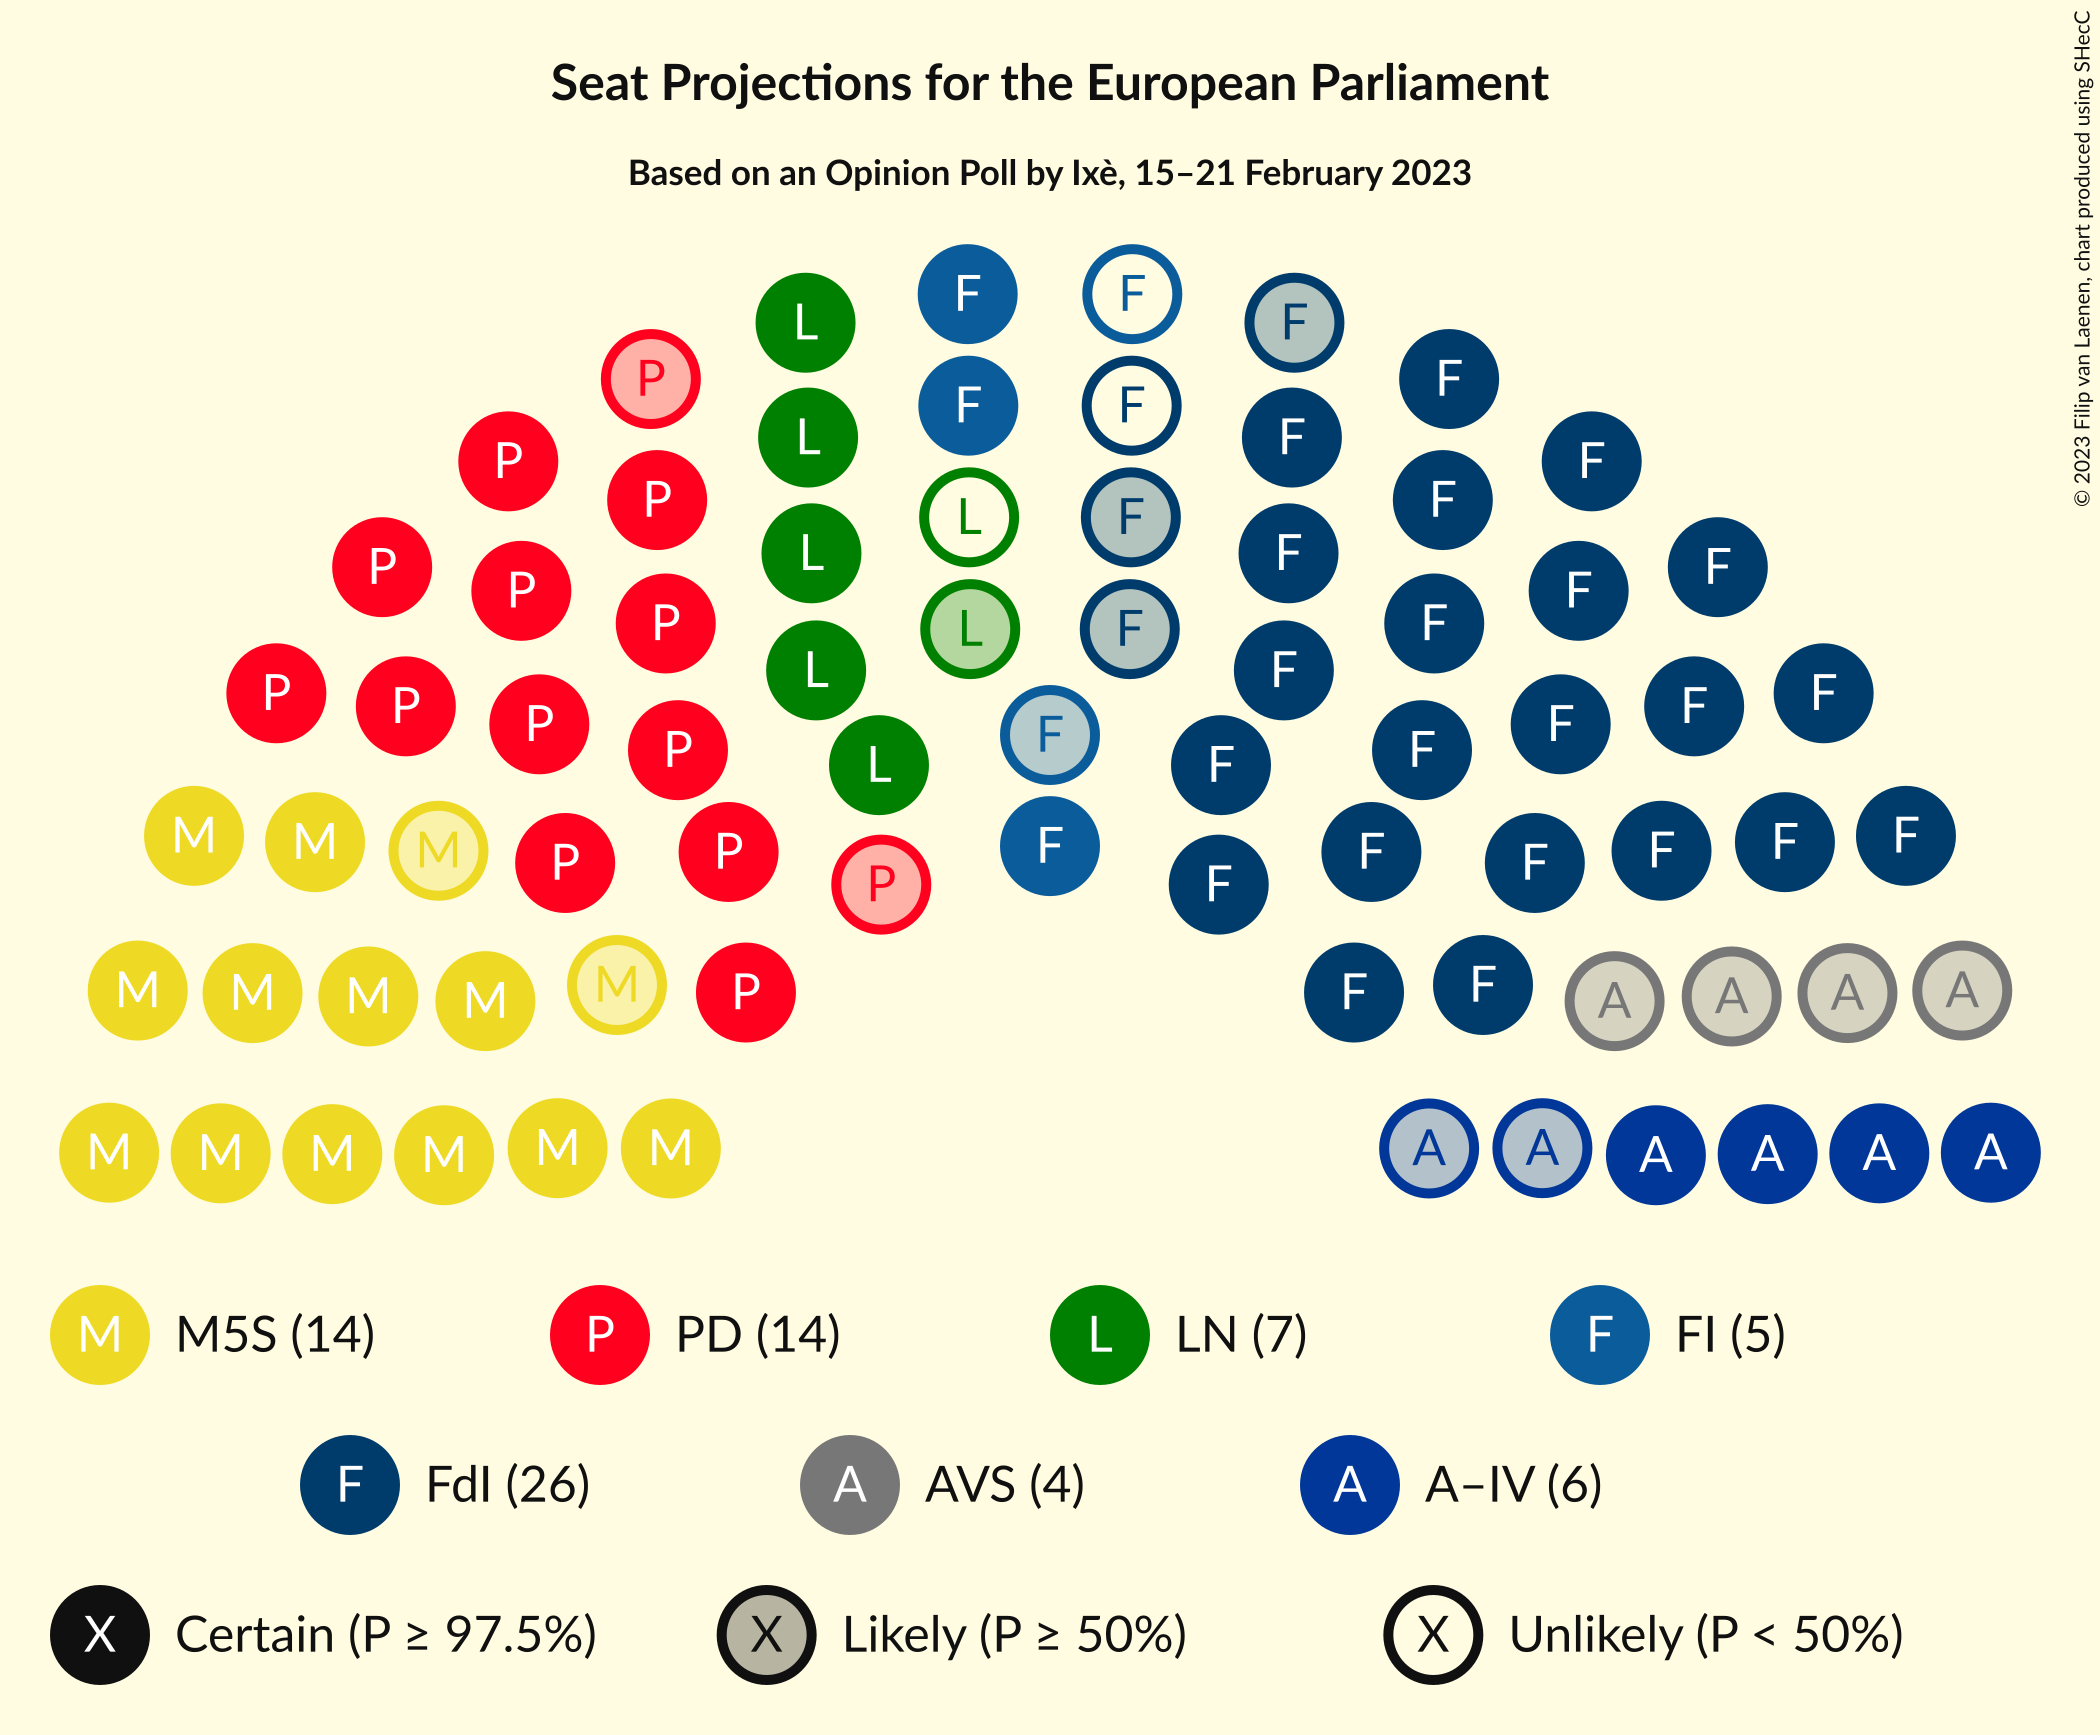 Seat Projections for the European Parliament
Based on an Opinion Poll by Ixè, 15–21 February 2023
© 2023 Filip van Laenen, chart produced using SHecC
F F
L F
P F
F F
P L F F
P F
L F
P F P F
P L F F
P L F F
P P F F
P P F F
P P F F
L F F
M M M P P P F F F F F F F
M M M M M P F F A A A A
M M M M M M A A A A A A
M M5S (14) P PD (14) L LN (7) F FI (5)
F FdI (26) A AVS (4) A A–IV (6)
X Certain (P ≥ 97.5%) X Likely (P ≥ 50%) X Unlikely (P < 50%)